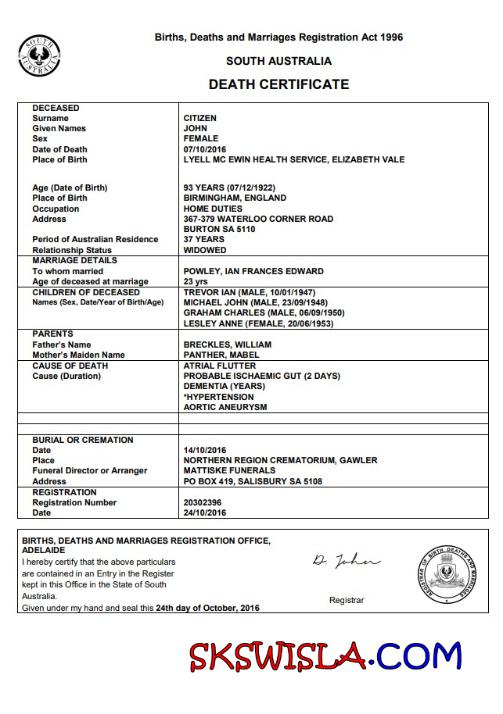 Births, Deaths and Marriages Registration Act 1996
SOUTH AUSTRALIA
DEATH CERTIFICATE
SOUTH AUSTRALIA
DECEASED
Surname CITIZEN
Given Names JOHN
Sex FEMALE
Date of Death 07/10/2016
Place of Birth LYELL MC EWIN HEALTH SERVICE, ELIZABETH VALE
Age (Date of Birth) 93 YEARS (07/12/1922)
Place of Birth BIRMINGHAM, ENGLAND
Occupation HOME DUTIES
Address 367-379 WATERLOO CORNER ROAD
BURTON SA 5110
Period of Australian Residence 37 YEARS
Relationship Status WIDOWED
MARRIAGE DETAILS
To whom married POWLEY, IAN FRANCES EDWARD
Age of deceased at marriage 23 yrs
CHILDREN OF DECEASED TREVOR IAN (MALE, 10/01/1947)
Names (Sex, Date/Year of Birth/Age) MICHAEL JOHN (MALE, 23/09/1948)
GRAHAM CHARLES (MALE, 06/09/1950)
LESLEY ANNE (FEMALE, 20/06/1953)
PARENTS
Father's Name BRECKLES, WILLIAM
Mother's Maiden Name PANTHER, MABEL
CAUSE OF DEATH ATRIAL FLUTTER
Cause (Duration) PROBABLE ISCHAEMIC GUT (2 DAYS)
DEMENTIA (YEARS)
*HYPERTENSION
AORTIC ANEURYSM
BURIAL OR CREMATION
Date 14/10/2016
Place NORTHERN REGION CREMATORIUM, GAWLER
Funeral Director or Arranger MATTISKE FUNERALS
Address PO BOX 419, SALISBURY SA 5108
REGISTRATION
Registration Number 20302396
Date 24/10/2016
BIRTHS, DEATHS AND MARRIAGES REGISTRATION OFFICE,
ADELAIDE
I hereby certify that the above particulars
are contained in an Entry in the Register
kept in this Office in the State of South
Australia.
Given under my hand and seal this 24th day of October, 2016
D. John
Registrar
REGISTRAR OF BIRTH DEATHS AND MARRIAGES
SKSWISLA.COM